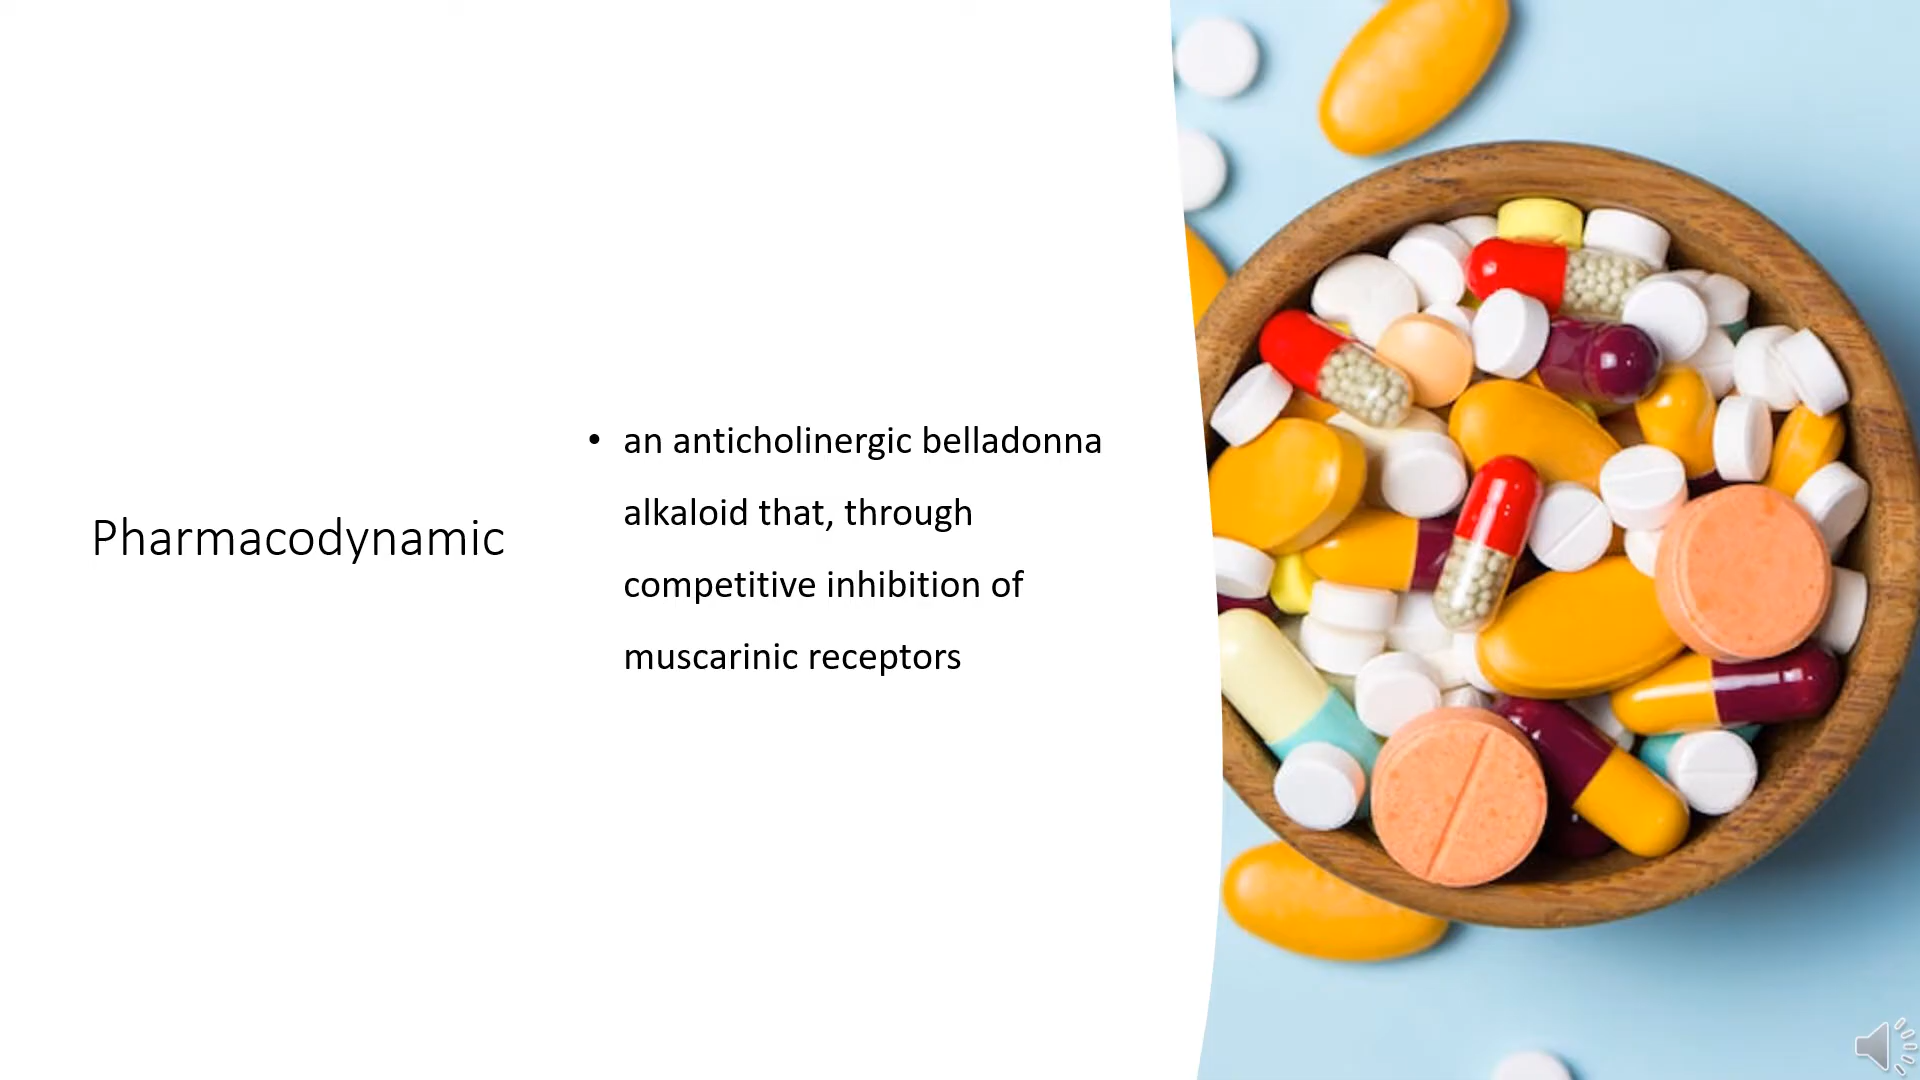 Pharmacodynamic
• an anticholinergic belladonna
alkaloid that, through
competitive inhibition of
muscarinic receptors